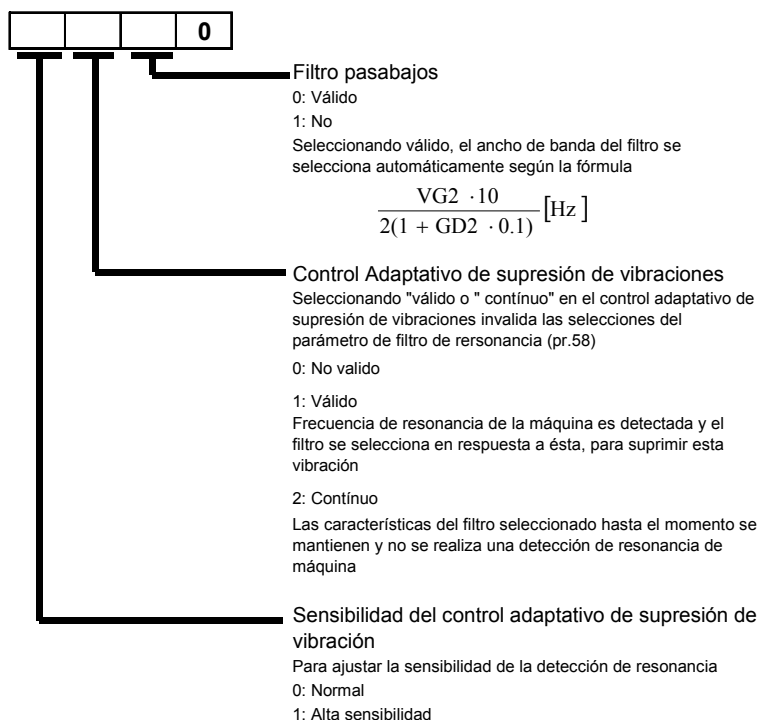 0
Filtro pasabajos
0: Válido
1: No
Seleccionando válido, el ancho de banda del filtro se
selecciona automáticamente según la fórmula
VG2 ·10
2(1 + GD2 ·0.1) [Hz ]
Control Adaptativo de supresión de vibraciones
Seleccionando "válido o " contínuo" en el control adaptativo de
supresión de vibraciones invalida las selecciones del
parámetro de filtro de rersonancia (pr.58)
0: No valido
1: Válido
Frecuencia de resonancia de la máquina es detectada y el
filtro se selecciona en respuesta a ésta, para suprimir esta
vibración
2: Contínuo
Las características del filtro seleccionado hasta el momento se
mantienen y no se realiza una detección de resonancia de
máquina
Sensibilidad del control adaptativo de supresión de
vibración
Para ajustar la sensibilidad de la detección de resonancia
0: Normal
1: Alta sensibilidad